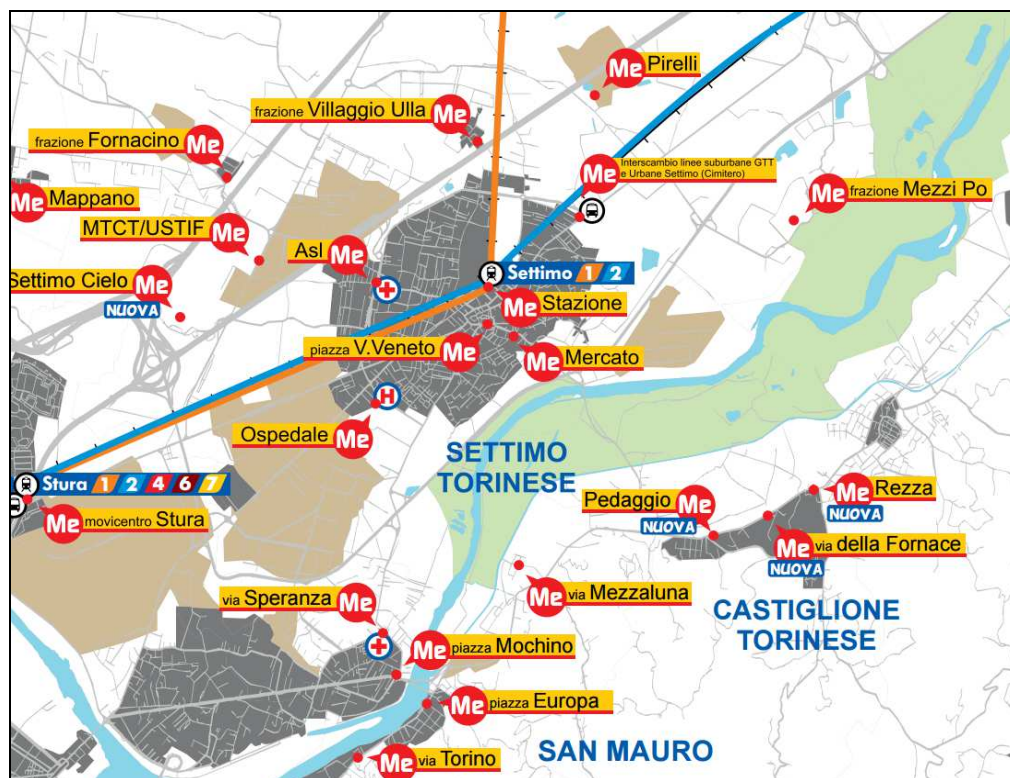 Me Pirelli
frazione Villaggio Ulla Me
frazione Fornacino Me
Me Interscambio linee suburbane GTT
e Urbane Settimo (Cimitero)
Me Mappano
Me frazione Mezzi Po
MTCT/USTIF Me
Asl Me
Settimo 1 2
Settimo Cielo Me
NUOVA
Me Stazione
piazza V.Veneto Me
Me Mercato
H
Ospedale Me
SETTIMO
TORINESE
Stura 1 2 4 6 7
Me movicentro Stura
Pedaggio Me
NUOVA
Me Rezza
NUOVA
Me via della Fornace
NUOVA
via Speranza Me
Me via Mezzaluna
CASTIGLIONE
TORINESE
Me piazza Mochino
Me piazza Europa
SAN MAURO
Me via Torino